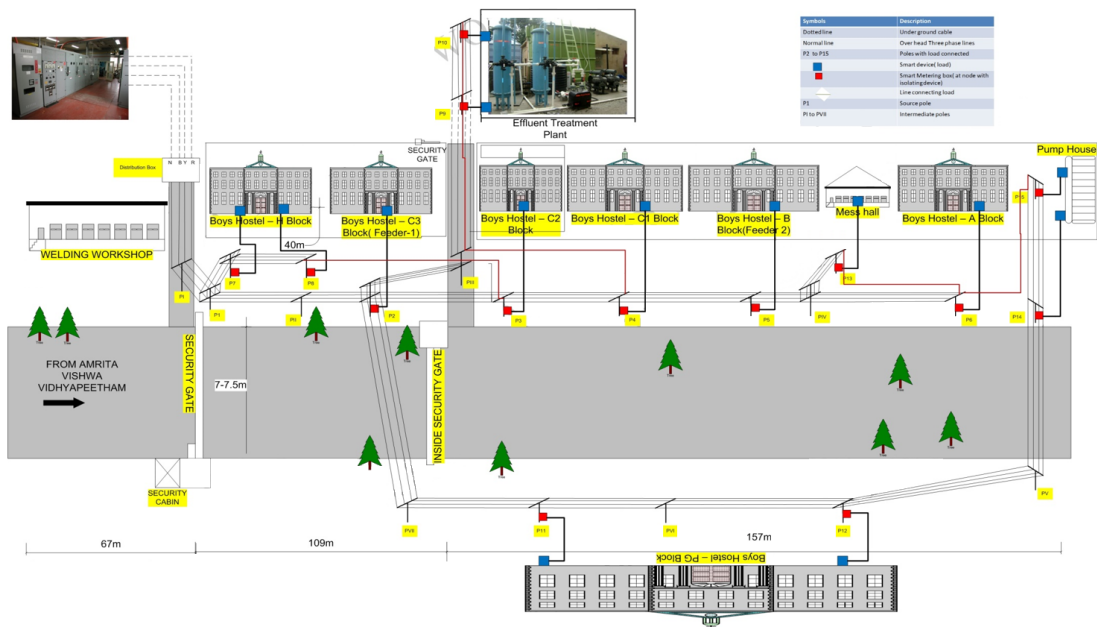 Symbols Description
Dotted line Under ground cable
Normal line Over head Three phase lines
P2 to P15 Poles with load connected
Smart device( load)
Smart Metering box( at node with
isolating device)
Line connecting load
P1 Source pole
PI to PVII Intermediate poles
P10
P9
Effluent Treatment
Plant
SECURITY
GATE
Pump House
Distribution Box
N B Y R
Boys Hostel – H Block
Boys Hostel – C3
Block( Feeder-1)
Boys Hostel – C2
Block
Boys Hostel – C1 Block
Boys Hostel – B
Block(Feeder 2)
Mess hall
Boys Hostel – A Block
P15
WELDING WORKSHOP
40m
PI
P7
P8
PIII
P13
P1
PII
P2
P3
P4
P5
PIV
P6
P14
FROM AMRITA
VISHWA
VIDHYAPEETHAM
SECURITY GATE
7-7.5m
INSIDE SECURITY GATE
SECURITY
CABIN
PVII
P11
PVI
P12
PV
67m
109m
157m
Boys Hostel – PG Block